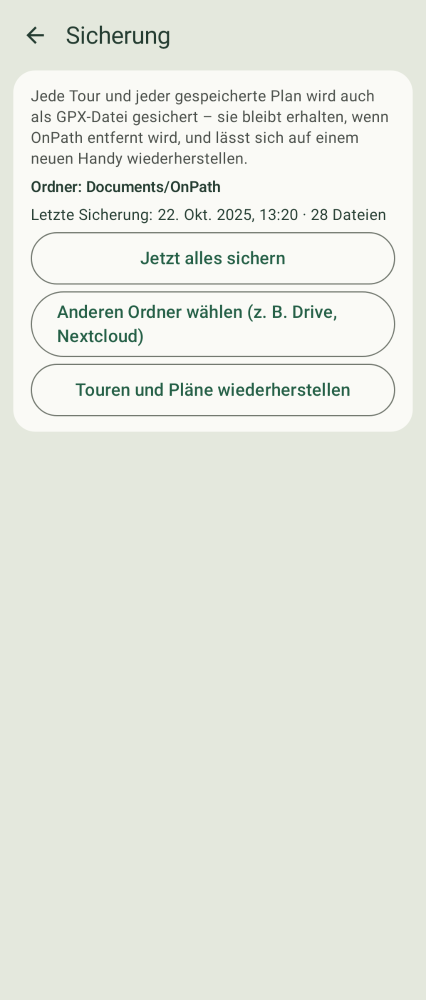 Sicherung
Jede Tour und jeder gespeicherte Plan wird auch
als GPX-Datei gesichert – sie bleibt erhalten, wenn
OnPath entfernt wird, und lässt sich auf einem
neuen Handy wiederherstellen.
Ordner: Documents/OnPath
Letzte Sicherung: 22. Okt. 2025, 13:20 · 28 Dateien
Jetzt alles sichern
Anderen Ordner wählen (z. B. Drive,
Nextcloud)
Touren und Pläne wiederherstellen